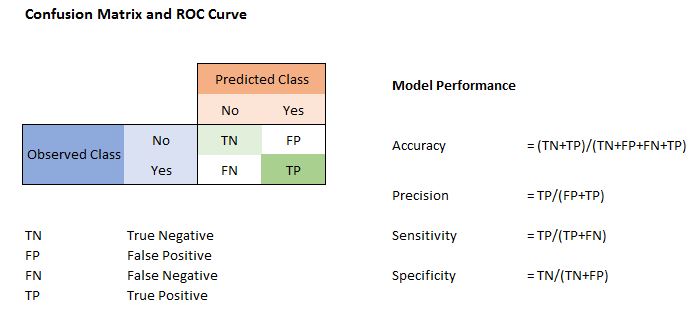 Confusion Matrix and ROC Curve
Predicted Class
No Yes
Observed Class
No TN FP
Yes FN TP
TN True Negative
FP False Positive
FN False Negative
TP True Positive
Model Performance
Accuracy = (TN+TP)/(TN+FP+FN+TP)
Precision = TP/(FP+TP)
Sensitivity = TP/(TP+FN)
Specificity = TN/(TN+FP)